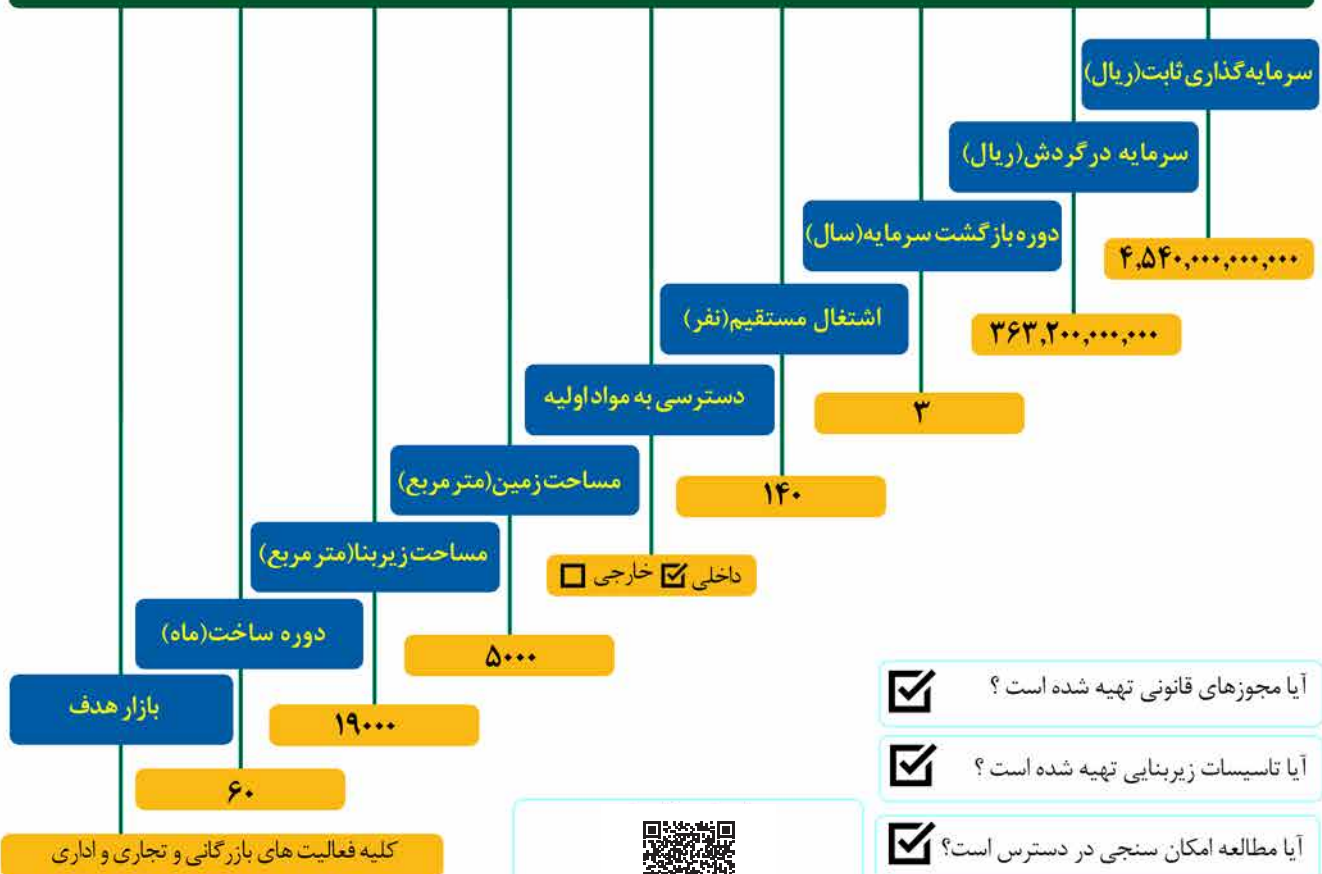 سرمایه‌گذاری ثابت(ریال)
۴,۵۴۰,۰۰۰,۰۰۰,۰۰۰
سرمایه در گردش(ریال)
۳۶۳,۲۰۰,۰۰۰,۰۰۰
دوره بازگشت سرمایه(سال)
۳
اشتغال مستقیم(نفر)
۱۴۰
دسترسی به مواد اولیه
داخلی ☑ خارجی ☐
مساحت زمین(متر مربع)
۵۰۰۰
مساحت زیربنا(متر مربع)
۱۹۰۰۰
دوره ساخت(ماه)
۶۰
بازار هدف
کلیه فعالیت های بازرگانی و تجاری و اداری
آیا مجوزهای قانونی تهیه شده است ؟ ☑
آیا تاسیسات زیربنایی تهیه شده است ؟ ☑
آیا مطالعه امکان سنجی در دسترس است؟ ☑